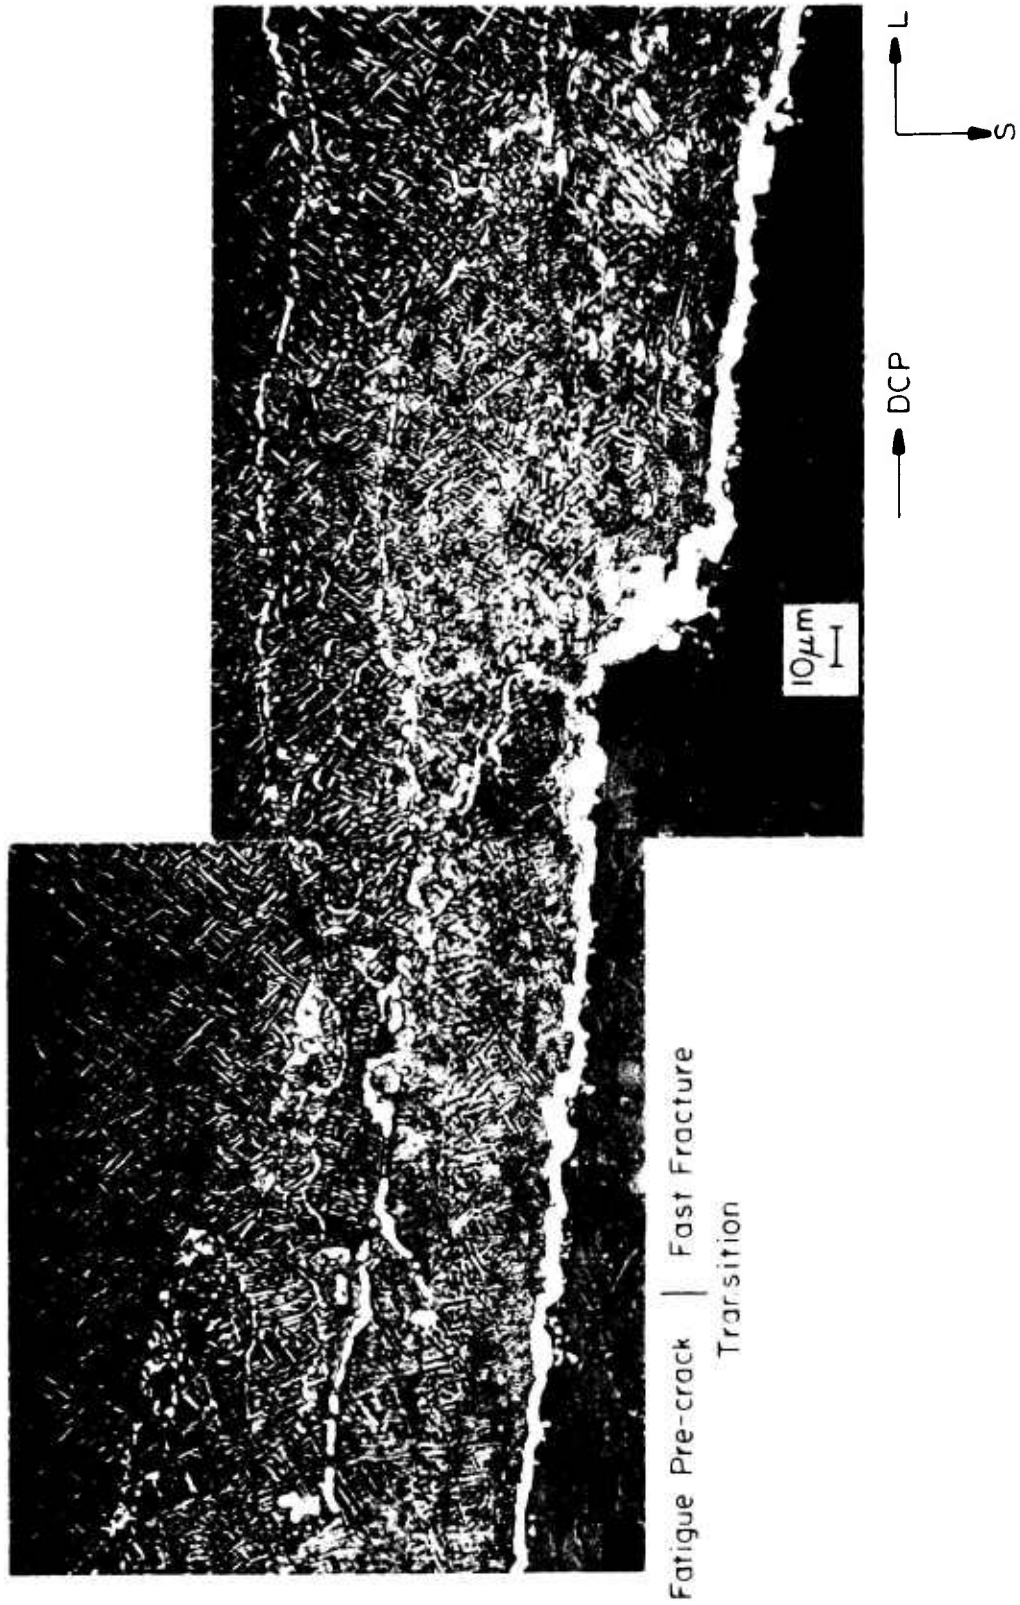 L
S
→ DCP
10μm
Fatigue Pre-crack | Fast Fracture
Transition